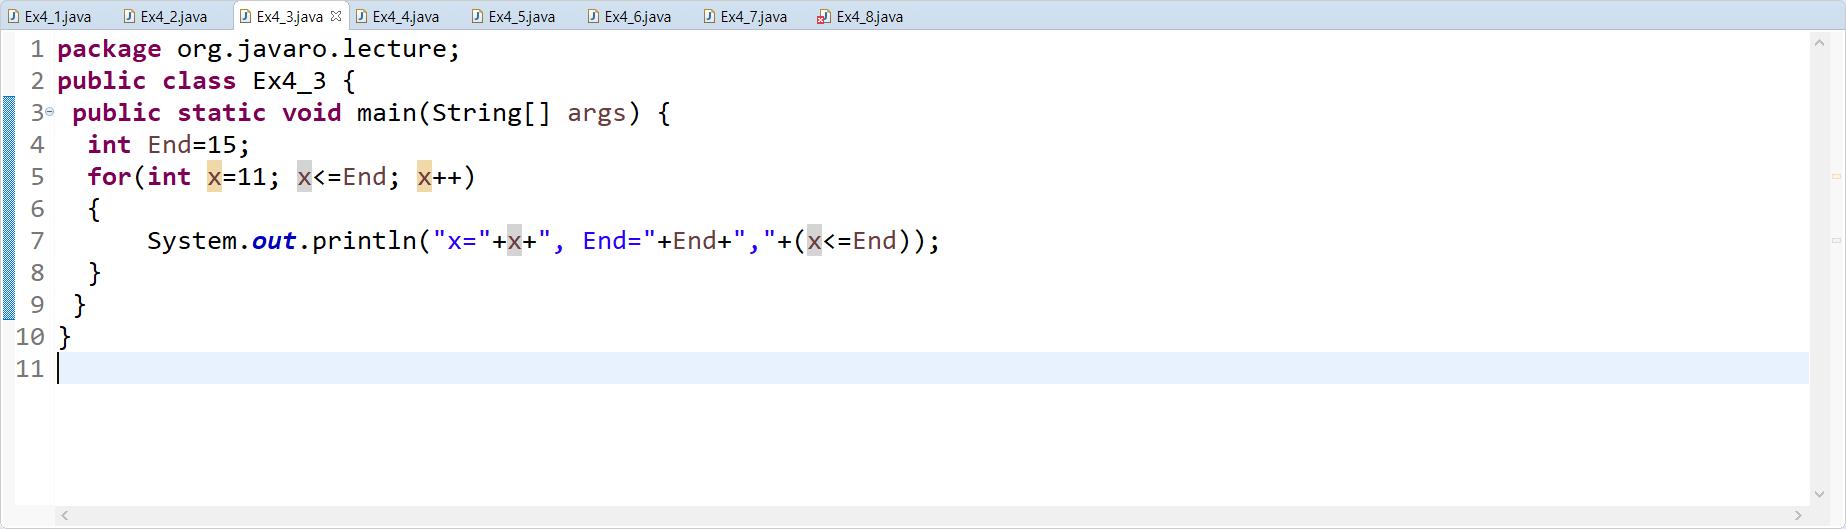 Ex4_1.java Ex4_2.java Ex4_3.java Ex4_4.java Ex4_5.java Ex4_6.java Ex4_7.java Ex4_8.java
1 package org.javaro.lecture;
2 public class Ex4_3 {
3 public static void main(String[] args) {
4 int End=15;
5 for(int x=11; x<=End; x++)
6 {
7 System.out.println("x="+x+", End="+End+","+(x<=End));
8 }
9 }
10 }
11